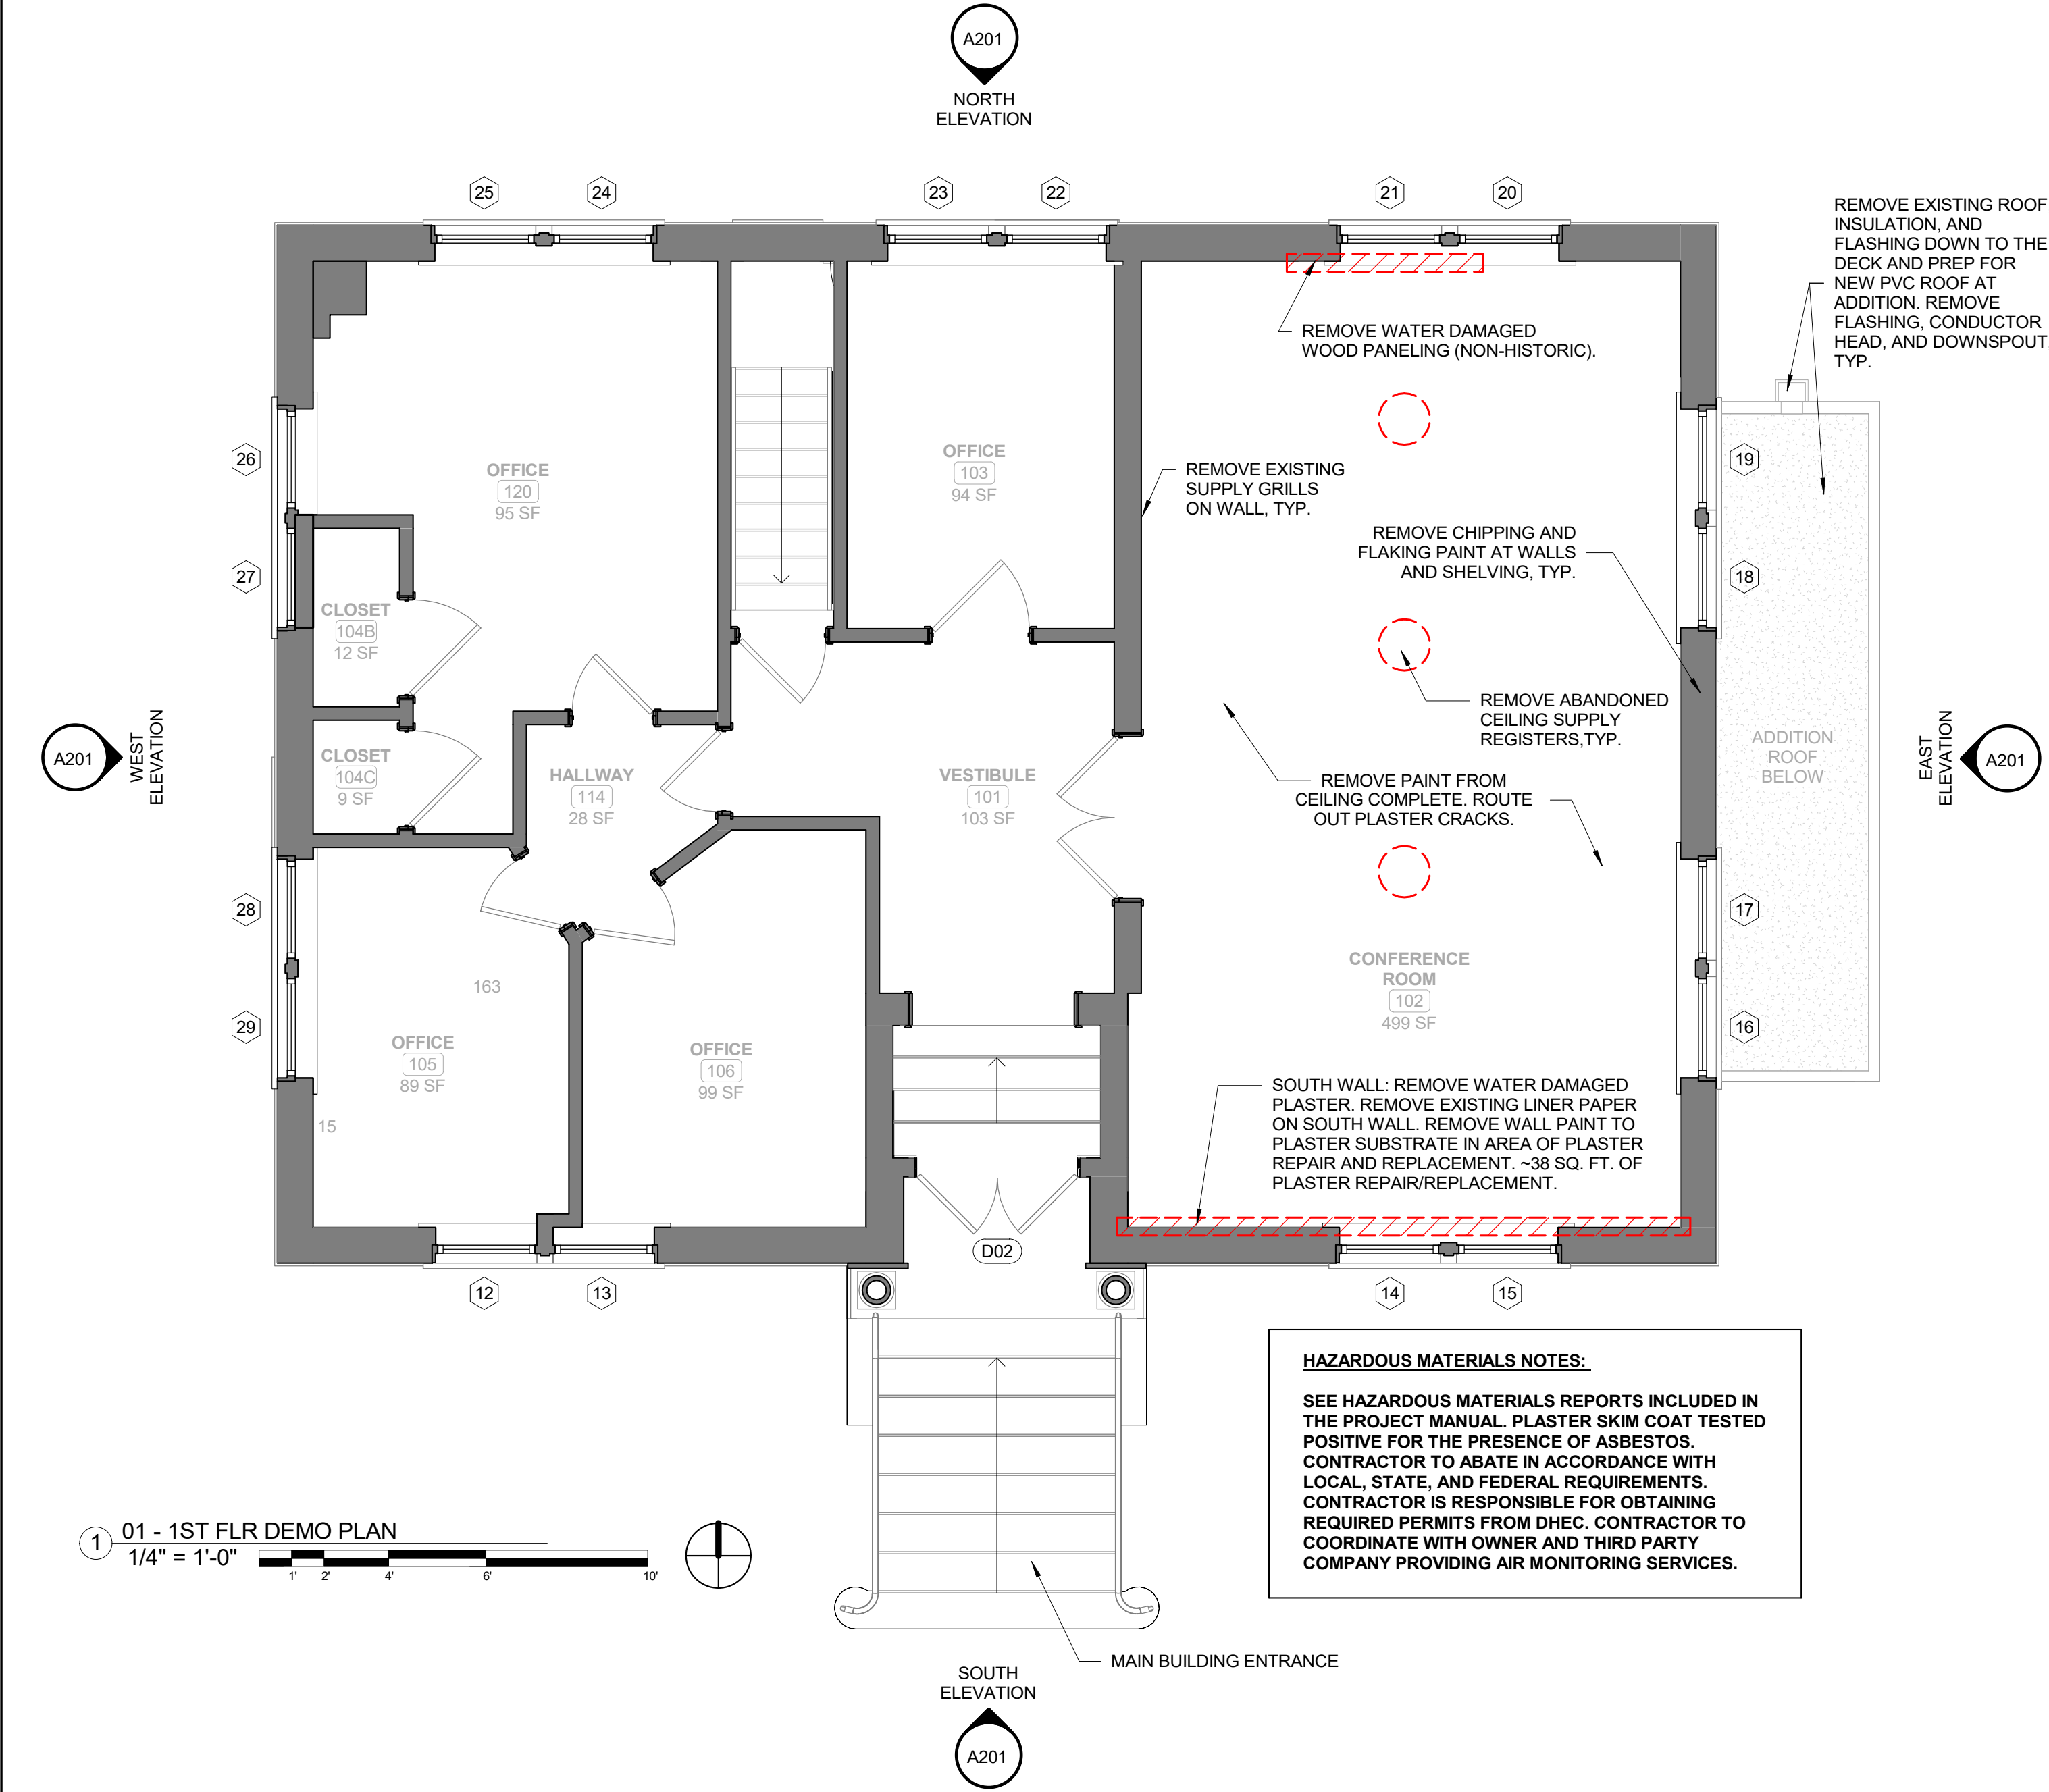 A201
NORTH
ELEVATION
25
24
23
22
21
20
REMOVE EXISTING ROOF
INSULATION, AND
FLASHING DOWN TO THE
DECK AND PREP FOR
NEW PVC ROOF AT
ADDITION. REMOVE
FLASHING, CONDUCTOR
HEAD, AND DOWNSPOUT
TYP.
REMOVE WATER DAMAGED
WOOD PANELING (NON-HISTORIC).
26
27
OFFICE
120
95 SF
OFFICE
103
94 SF
REMOVE EXISTING
SUPPLY GRILLS
ON WALL, TYP.
19
18
REMOVE CHIPPING AND
FLAKING PAINT AT WALLS
AND SHELVING, TYP.
CLOSET
104B
12 SF
REMOVE ABANDONED
CEILING SUPPLY
REGISTERS,TYP.
A201
WEST
ELEVATION
CLOSET
104C
9 SF
HALLWAY
114
28 SF
VESTIBULE
101
103 SF
REMOVE PAINT FROM
CEILING COMPLETE. ROUTE
OUT PLASTER CRACKS.
ADDITION
ROOF
BELOW
EAST
ELEVATION
A201
28
29
17
16
163
CONFERENCE
ROOM
102
499 SF
OFFICE
105
89 SF
15
OFFICE
106
99 SF
SOUTH WALL: REMOVE WATER DAMAGED
PLASTER. REMOVE EXISTING LINER PAPER
ON SOUTH WALL. REMOVE WALL PAINT TO
PLASTER SUBSTRATE IN AREA OF PLASTER
REPAIR AND REPLACEMENT. ~38 SQ. FT. OF
PLASTER REPAIR/REPLACEMENT.
D02
12
13
14
15
HAZARDOUS MATERIALS NOTES:
SEE HAZARDOUS MATERIALS REPORTS INCLUDED IN
THE PROJECT MANUAL. PLASTER SKIM COAT TESTED
POSITIVE FOR THE PRESENCE OF ASBESTOS.
CONTRACTOR TO ABATE IN ACCORDANCE WITH
LOCAL, STATE, AND FEDERAL REQUIREMENTS.
CONTRACTOR IS RESPONSIBLE FOR OBTAINING
REQUIRED PERMITS FROM DHEC. CONTRACTOR TO
COORDINATE WITH OWNER AND THIRD PARTY
COMPANY PROVIDING AIR MONITORING SERVICES.
1
01 - 1ST FLR DEMO PLAN
1/4" = 1'-0"
1' 2' 4' 6' 10'
MAIN BUILDING ENTRANCE
SOUTH
ELEVATION
A201